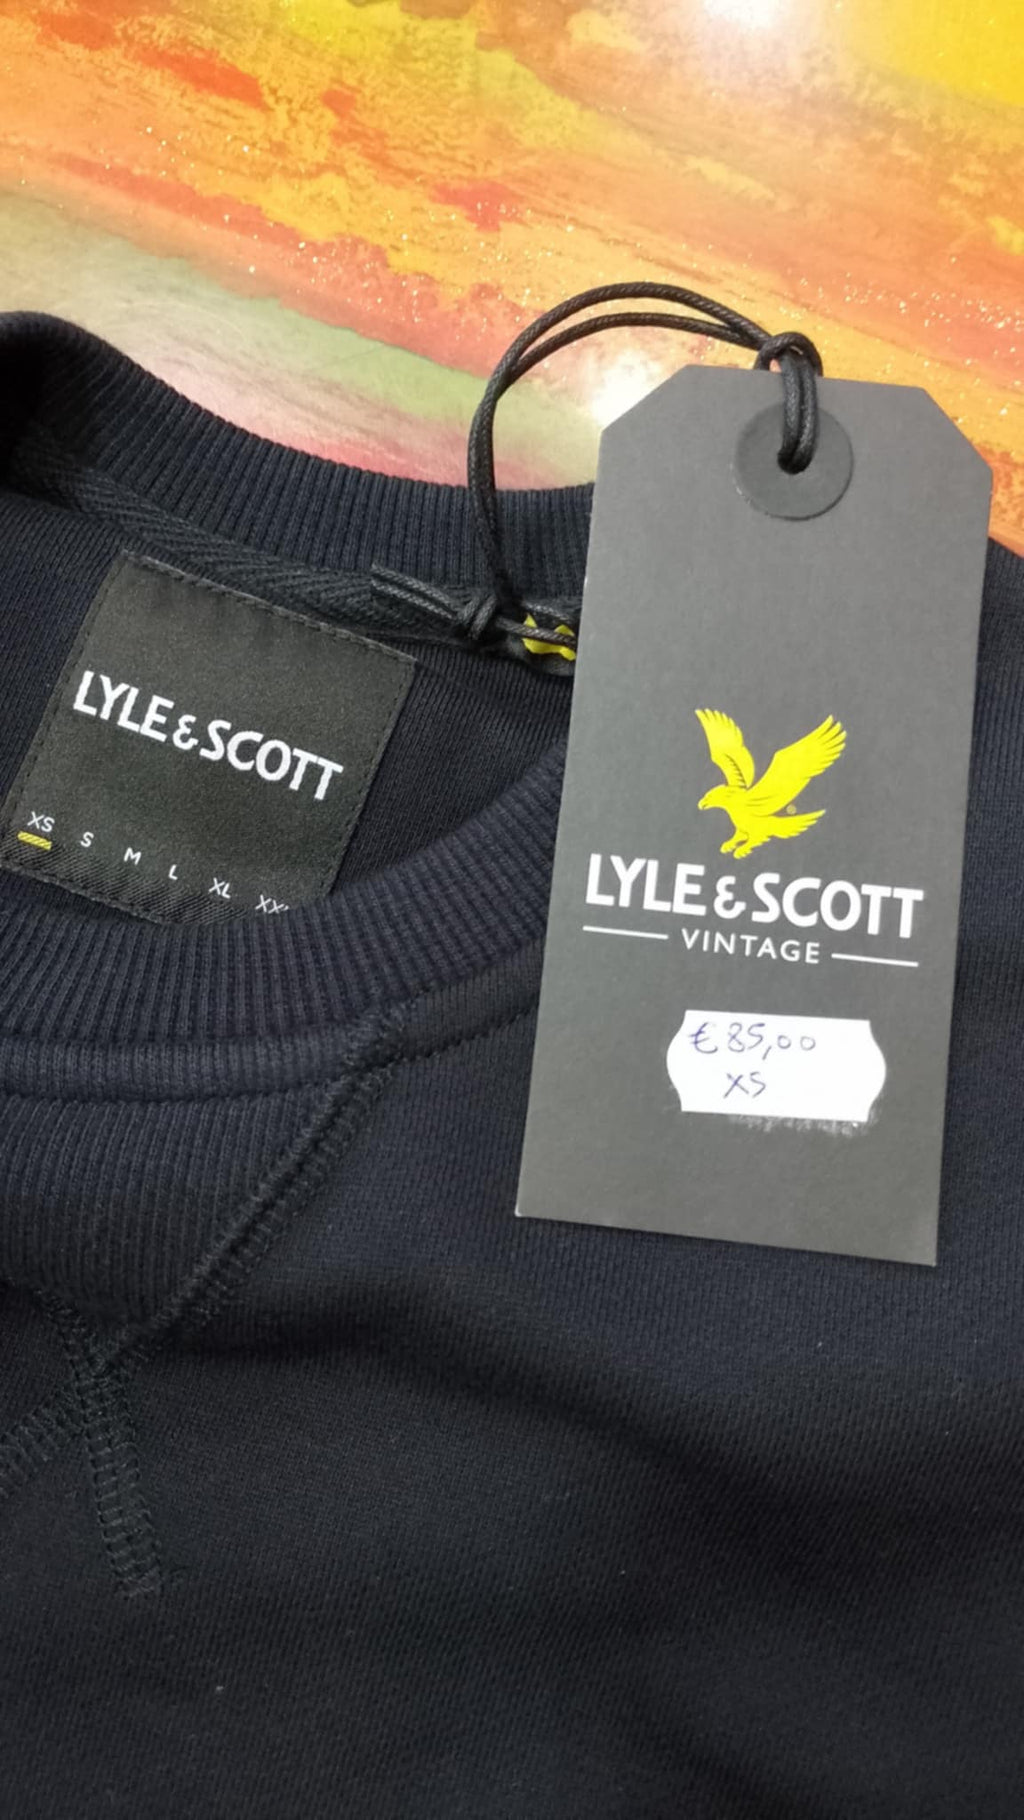 LYLE & SCOTT
XS S M L XL
LYLE & SCOTT
VINTAGE
€85,00
XS